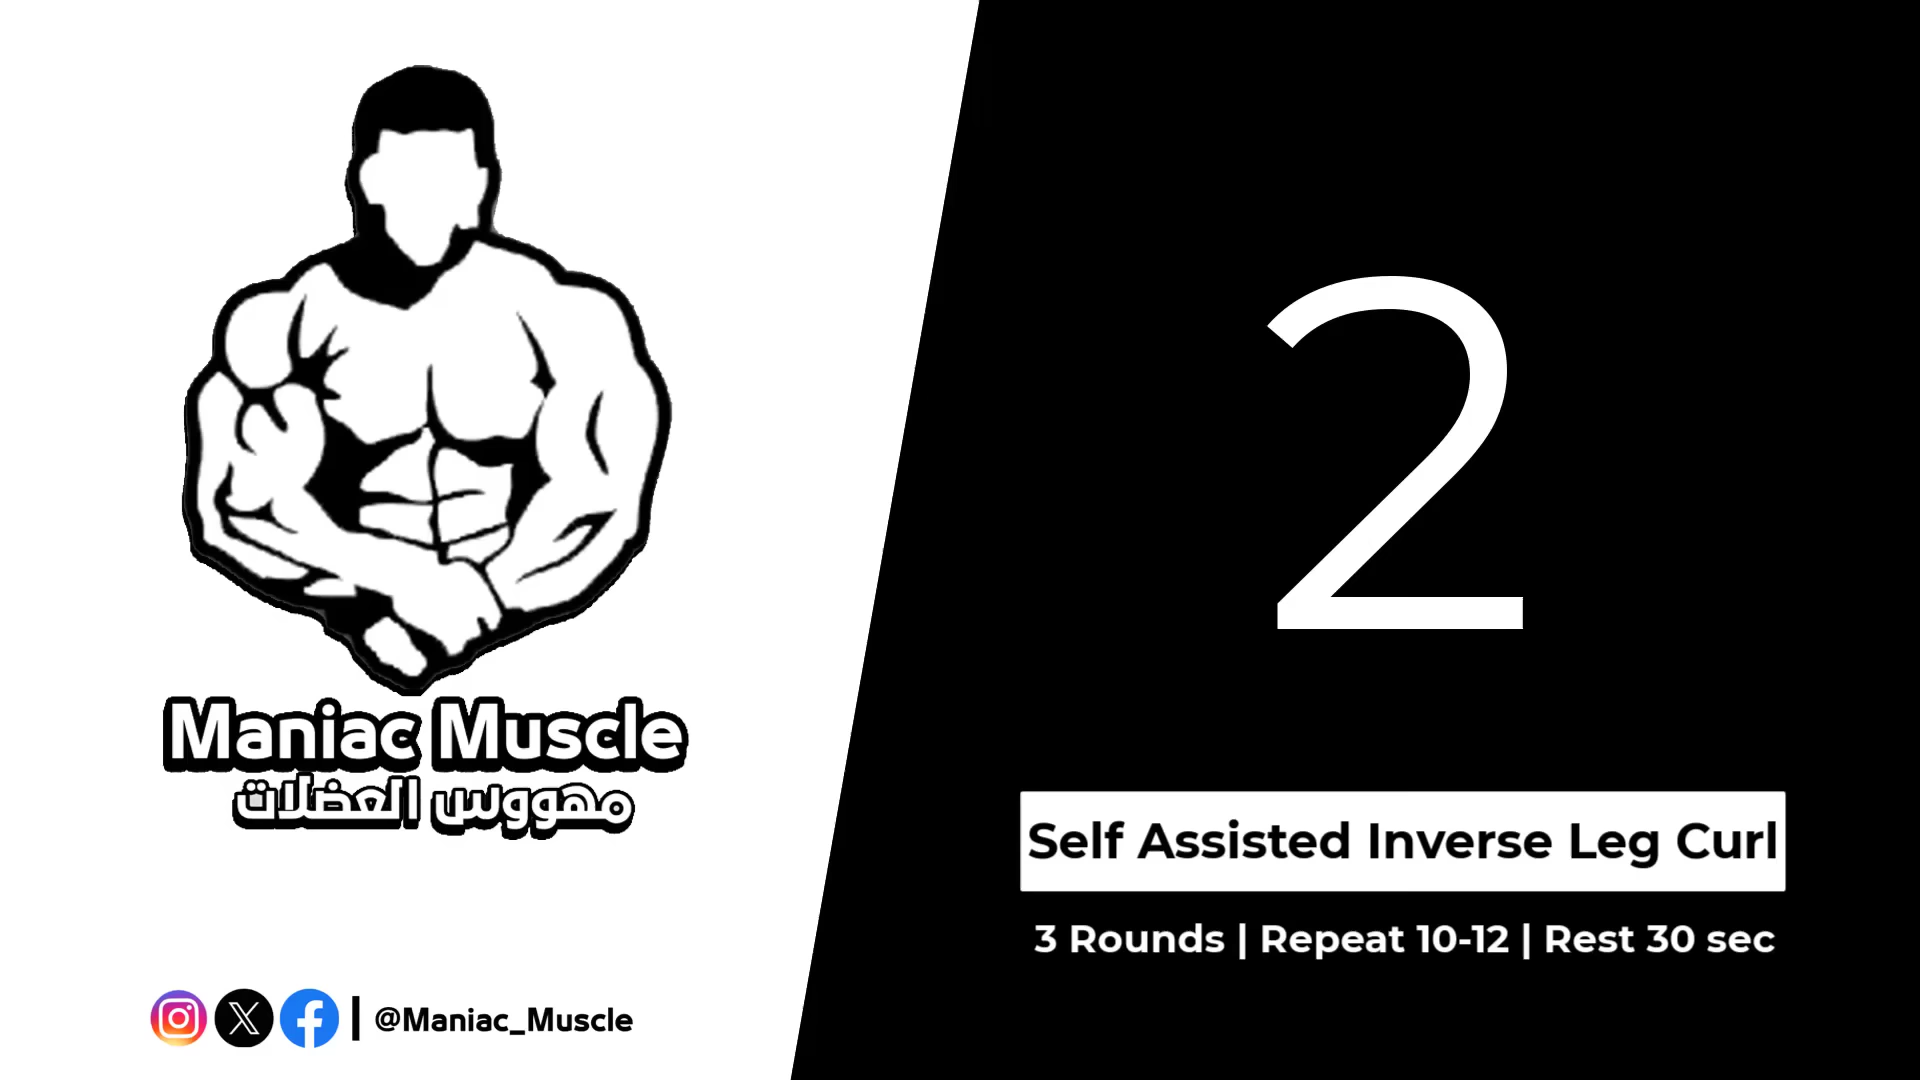 Maniac Muscle
مهووس العضلات
@Maniac_Muscle
2
Self Assisted Inverse Leg Curl
3 Rounds | Repeat 10-12 | Rest 30 sec